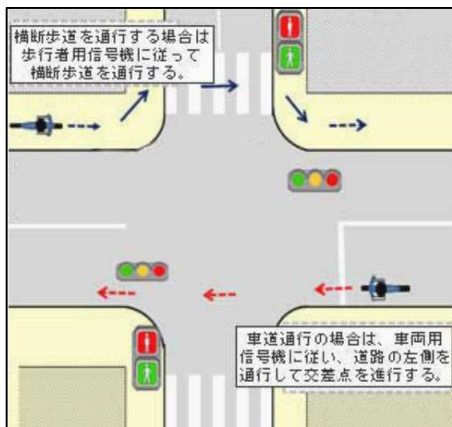 横断歩道を通行する場合は
歩行者用信号機に従って
横断歩道を通行する。
車道通行の場合は、車両用
信号機に従い、道路の左側を
通行して交差点を進行する。